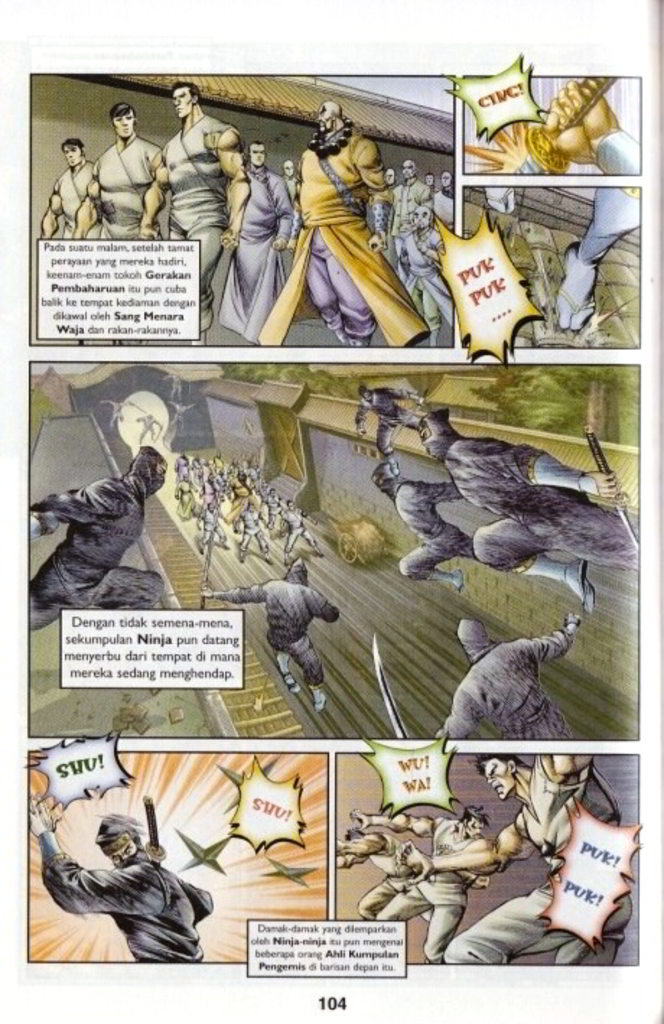 Pada suatu malam, setelah tamat
perayaan yang mereka hadiri,
keenam-enam tokoh Gerakan
Pembaharuan itu pun cuba
balik ke tempat kediaman dengan
dikawal oleh Sang Menara
Waja dan rakan-rakannya.
CING!
PUK
PUK
....
Dengan tidak semena-mena,
sekumpulan Ninja pun datang
menyerbu dari tempat di mana
mereka sedang menghendap.
SHU!
SHU!
Damak-damak yang dilemparkan
oleh Ninja-ninja itu pun mengenai
beberapa orang Ahli Kumpulan
Pengemis di barisan depan itu.
WU!
WA!
PUK!
PUK!
104